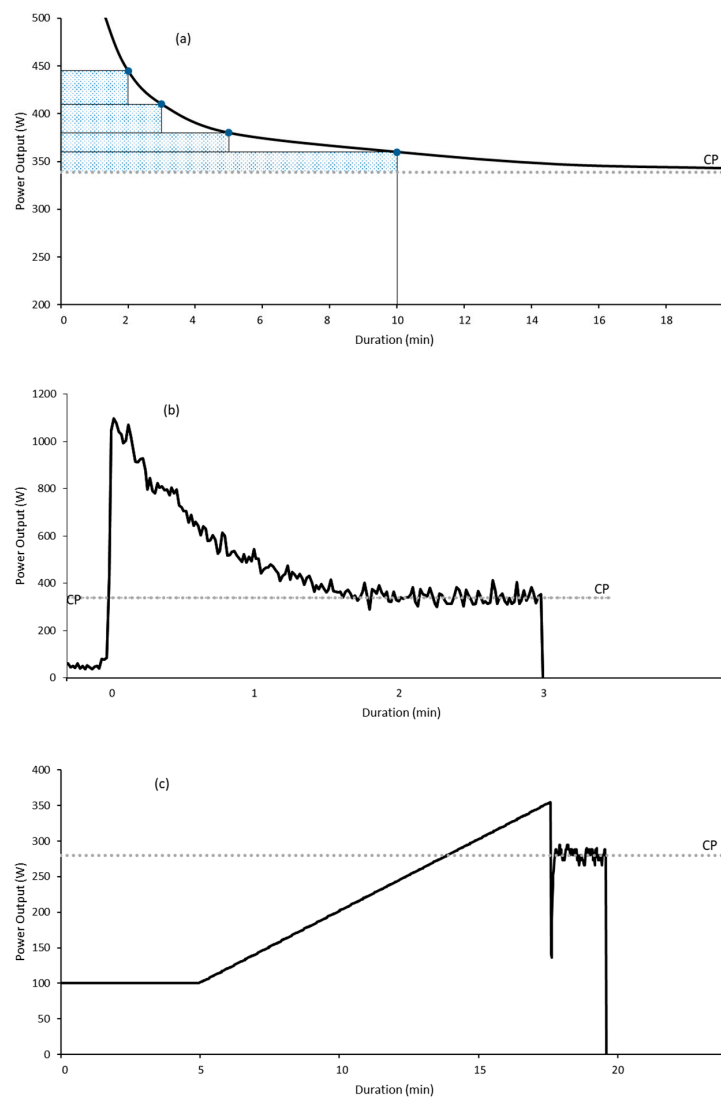 500
(a)
450
400
350
CP
300
250
200
0 2 4 6 8 10 12 14 16 18
Power Output (W)
Duration (min)
1200
(b)
1000
800
600
400
CP
CP
200
0
0 1 2 3
Power Output (W)
Duration (min)
400
(c)
350
300
CP
250
200
150
100
50
0
0 5 10 15 20
Power Output (W)
Duration (min)